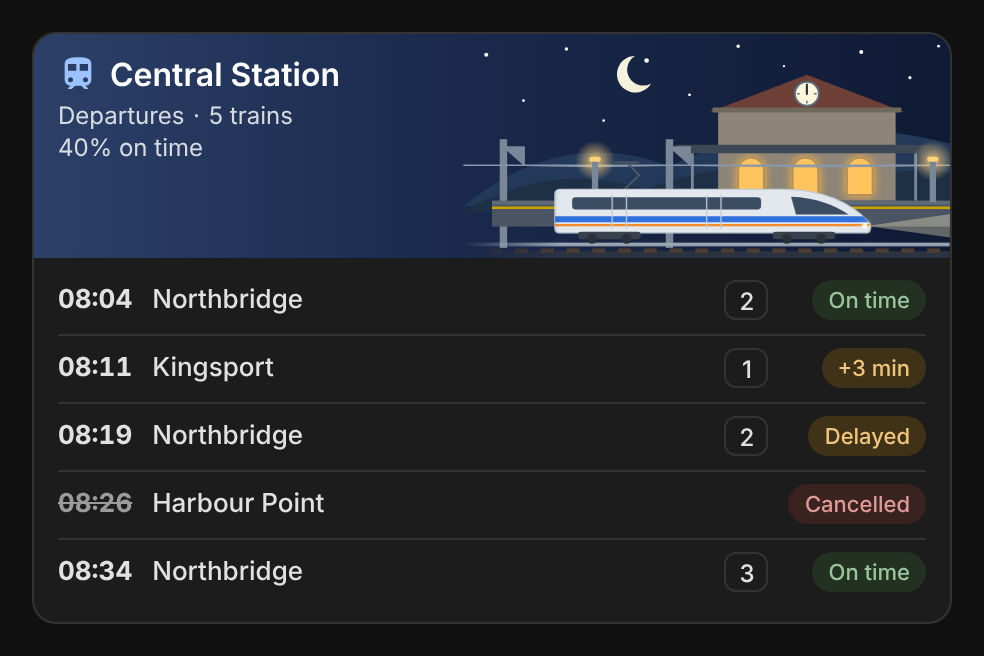 Central Station
Departures · 5 trains
40% on time
08:04 Northbridge 2 On time
08:11 Kingsport 1 +3 min
08:19 Northbridge 2 Delayed
08:26 Harbour Point Cancelled
08:34 Northbridge 3 On time